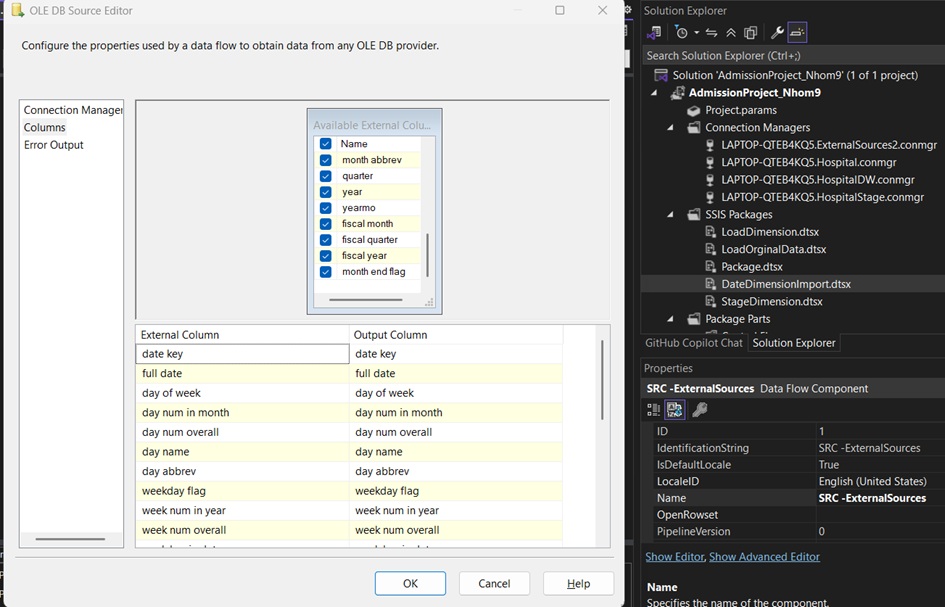 OLE DB Source Editor
Configure the properties used by a data flow to obtain data from any OLE DB provider.
Connection Manager
Columns
Error Output
Available External Colu...
Name
month abbrev
quarter
year
yearmo
fiscal month
fiscal quarter
fiscal year
month end flag
External Column Output Column
date key date key
full date full date
day of week day of week
day num in month day num in month
day num overall day num overall
day name day name
day abbrev day abbrev
weekday flag weekday flag
week num in year week num in year
week num overall week num overall
OK Cancel Help
Solution Explorer
Search Solution Explorer (Ctrl+;)
Solution 'AdmissionProject_Nhom9' (1 of 1 project)
AdmissionProject_Nhom9
Project.params
Connection Managers
LAPTOP-QTEB4KQ5.ExternalSources2.conmgr
LAPTOP-QTEB4KQ5.Hospital.conmgr
LAPTOP-QTEB4KQ5.HospitalDW.conmgr
LAPTOP-QTEB4KQ5.HospitalStage.conmgr
SSIS Packages
LoadDimension.dtsx
LoadOrginalData.dtsx
Package.dtsx
DateDimensionImport.dtsx
StageDimension.dtsx
Package Parts
GitHub Copilot Chat Solution Explorer
Properties
SRC -ExternalSources Data Flow Component
ID 1
IdentificationString SRC -ExternalSources
IsDefaultLocale True
LocaleID English (United States)
Name SRC -ExternalSources
OpenRowset
PipelineVersion 0
Show Editor, Show Advanced Editor
Name
Specifies the name of the component.